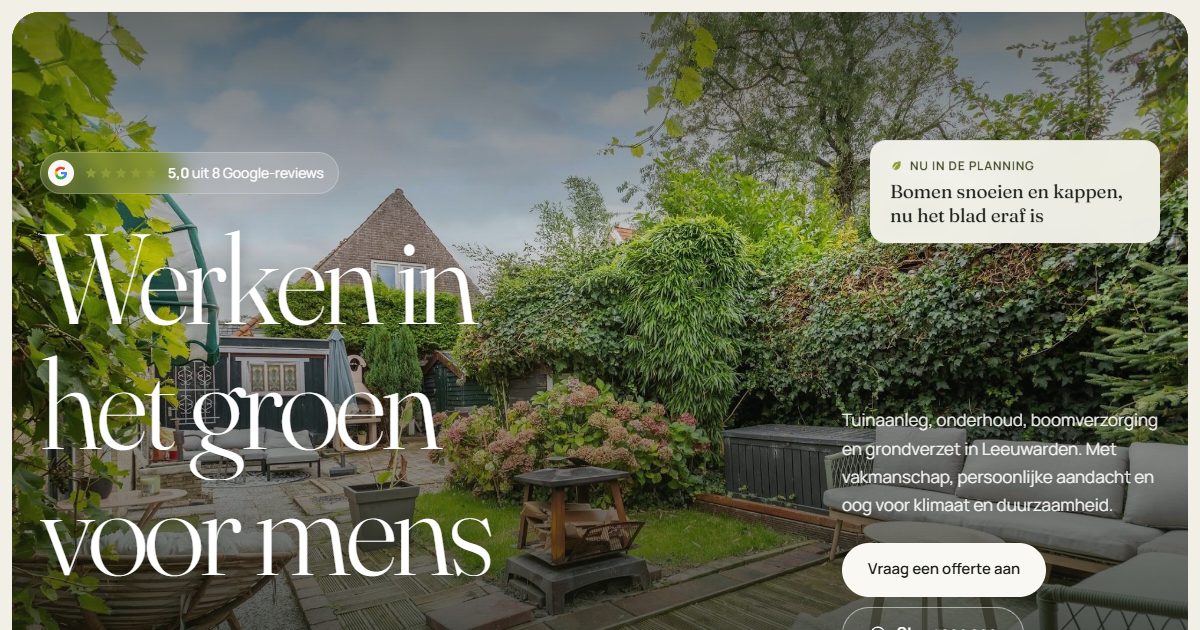 5,0 uit 8 Google-reviews
Werken in
het groen
voor mens
NU IN DE PLANNING
Bomen snoeien en kappen,
nu het blad eraf is
Tuinaanleg, onderhoud, boomverzorging
en grondverzet in Leeuwarden. Met
vakmanschap, persoonlijke aandacht en
oog voor klimaat en duurzaamheid.
Vraag een offerte aan